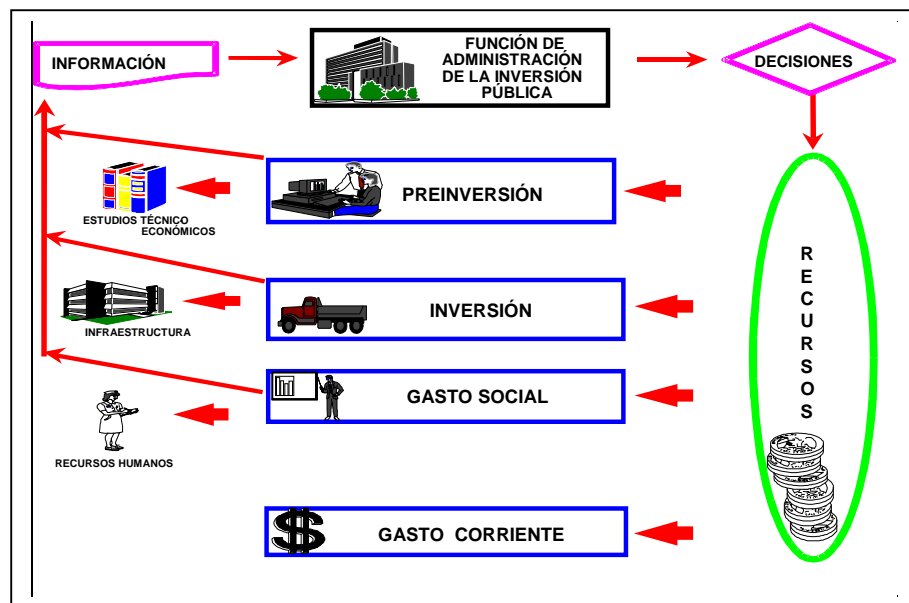 INFORMACIÓN
FUNCIÓN DE
ADMINISTRACIÓN
DE LA INVERSIÓN
PÚBLICA
DECISIONES
PREINVERSIÓN
ESTUDIOS TÉCNICO
ECONÓMICOS
INVERSIÓN
INFRAESTRUCTURA
GASTO SOCIAL
RECURSOS HUMANOS
GASTO CORRIENTE
RECURSOS